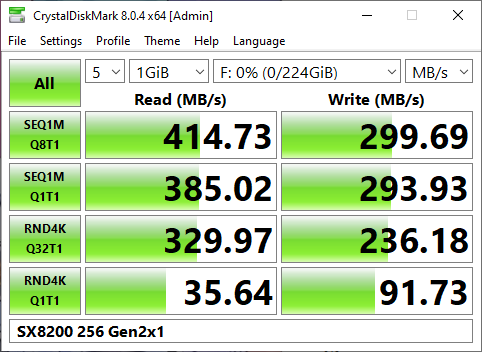 CrystalDiskMark 8.0.4 x64 [Admin]
File Settings Profile Theme Help Language
All 5 1GiB F: 0% (0/224GiB) MB/s
Read (MB/s) Write (MB/s)
SEQ1M
Q8T1 414.73 299.69
SEQ1M
Q1T1 385.02 293.93
RND4K
Q32T1 329.97 236.18
RND4K
Q1T1 35.64 91.73
SX8200 256 Gen2x1